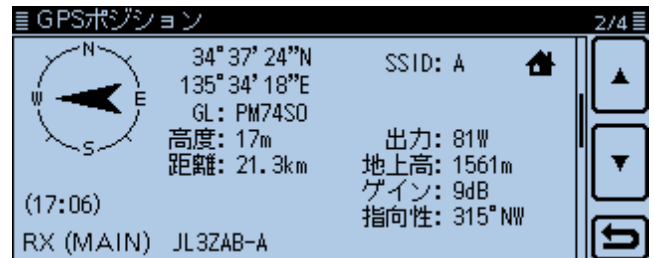 GPSポジション 2/4
N
W E
S
34°37'24"N
135°34'18"E
GL: PM74SO
高度: 17m
距離: 21.3km
SSID: A
出力: 81W
地上高: 1561m
ゲイン: 9dB
指向性: 315°NW
(17:06)
RX (MAIN) JL3ZAB-A